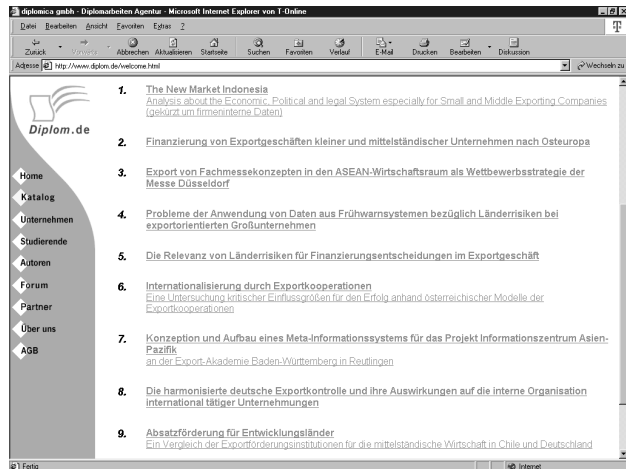 diplomica gmbh - Diplomarbeiten Agentur - Microsoft Internet Explorer von T-Online
Datei Bearbeiten Ansicht Favoriten Extras ?
Zurück Vorwärts Abbrechen Aktualisieren Startseite Suchen Favoriten Verlauf E-Mail Drucken Bearbeiten Diskussion
Adresse http://www.diplom.de/welcome.html Wechseln zu
Diplom.de
Home
Katalog
Unternehmen
Studierende
Autoren
Forum
Partner
Über uns
AGB
1. The New Market Indonesia
Analysis about the Economic, Political and legal System especially for Small and Middle Exporting Companies
(gekürzt um firmeninterne Daten)
2. Finanzierung von Exportgeschäften kleiner und mittelständischer Unternehmen nach Osteuropa
3. Export von Fachmessekonzepten in den ASEAN-Wirtschaftsraum als Wettbewerbsstrategie der
Messe Düsseldorf
4. Probleme der Anwendung von Daten aus Frühwarnsystemen bezüglich Länderrisiken bei
exportorientierten Großunternehmen
5. Die Relevanz von Länderrisiken für Finanzierungsentscheidungen im Exportgeschäft
6. Internationalisierung durch Exportkooperationen
Eine Untersuchung kritischer Einflussgrößen für den Erfolg anhand österreichischer Modelle der
Exportkooperationen
7. Konzeption und Aufbau eines Meta-Informationssystems für das Projekt Informationszentrum Asien-
Pazifik
an der Export-Akademie Baden-Württemberg in Reutlingen
8. Die harmonisierte deutsche Exportkontrolle und ihre Auswirkungen auf die interne Organisation
international tätiger Unternehmungen
9. Absatzförderung für Entwicklungsländer
Ein Vergleich der Exportförderungsinstitutionen für die mittelständische Wirtschaft in Chile und Deutschland
Fertig Internet